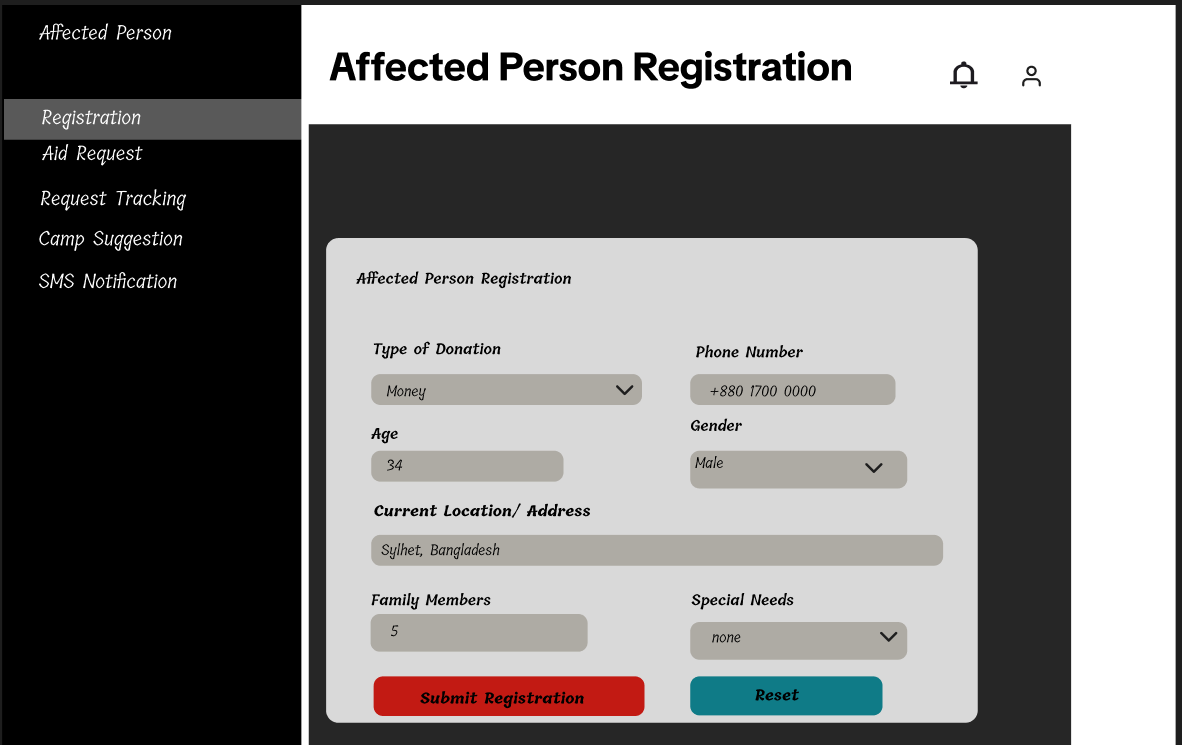 Affected Person
Registration
Aid Request
Request Tracking
Camp Suggestion
SMS Notification
Affected Person Registration
Affected Person Registration
Type of Donation
Phone Number
Money
+880 1700 0000
Age
Gender
34
Male
Current Location/ Address
Sylhet, Bangladesh
Family Members
Special Needs
5
none
Submit Registration
Reset